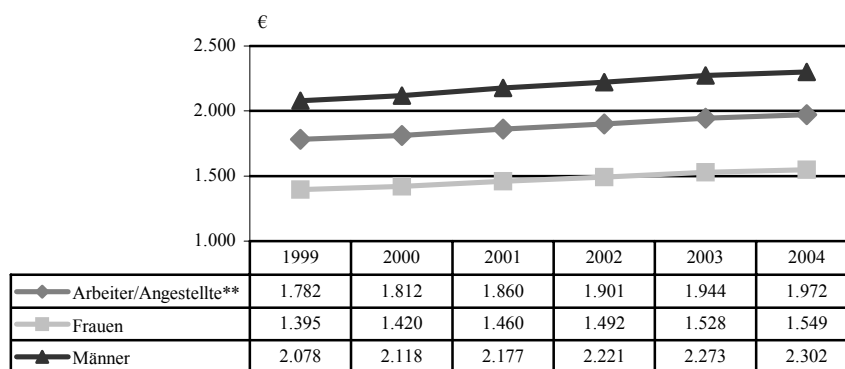 €
2.500
2.000
1.500
1.000
1999 2000 2001 2002 2003 2004
Arbeiter/Angestellte** 1.782 1.812 1.860 1.901 1.944 1.972
Frauen 1.395 1.420 1.460 1.492 1.528 1.549
Männer 2.078 2.118 2.177 2.221 2.273 2.302